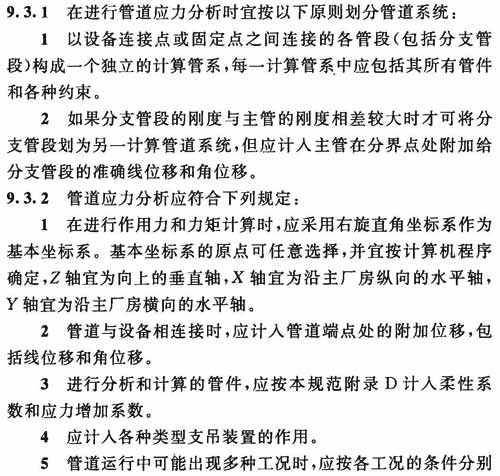 9.3.1 在进行管道应力分析时宜按以下原则划分管道系统：
1 以设备连接点或固定点之间连接的各管段(包括分支管
段)构成一个独立的计算管系，每一计算管系中应包括其所有管件
和各种约束。
2 如果分支管段的刚度与主管的刚度相差较大时才可将分
支管段划为另一计算管道系统，但应计入主管在分界点处附加给
分支管段的准确线位移和角位移。
9.3.2 管道应力分析应符合下列规定：
1 在进行作用力和力矩计算时，应采用右旋直角坐标系作为
基本坐标系。基本坐标系的原点可任意选择，并宜按计算机程序
确定，Z 轴宜为向上的垂直轴，X 轴宜为沿主厂房纵向的水平轴，
Y 轴宜为沿主厂房横向的水平轴。
2 管道与设备相连接时，应计入管道端点处的附加位移，包
括线位移和角位移。
3 进行分析和计算的管件，应按本规范附录 D 计入柔性系
数和应力增加系数。
4 应计入各种类型支吊装置的作用。
5 管道运行中可能出现多种工况时，应按各工况的条件分别